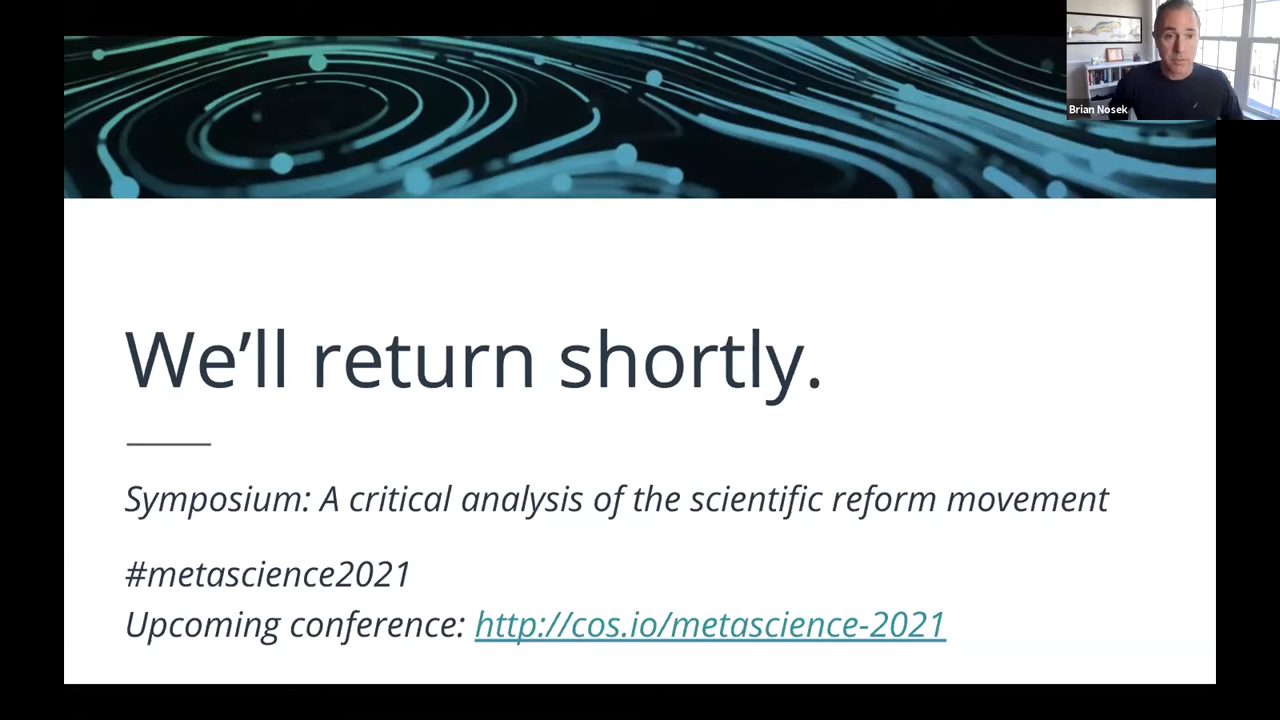 Brian Nosek
We'll return shortly.
Symposium: A critical analysis of the scientific reform movement
#metascience2021
Upcoming conference: http://cos.io/metascience-2021